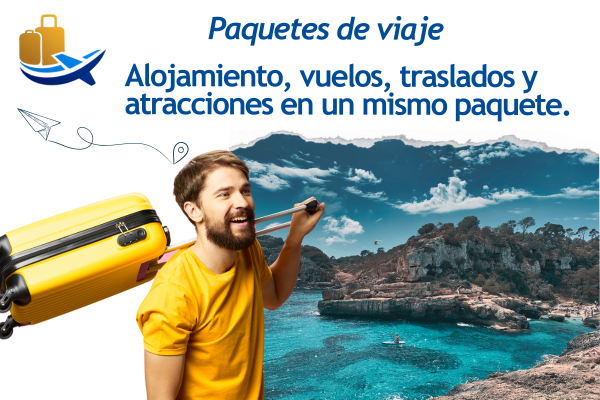 Paquetes de viaje
Alojamiento, vuelos, traslados y
atracciones en un mismo paquete.